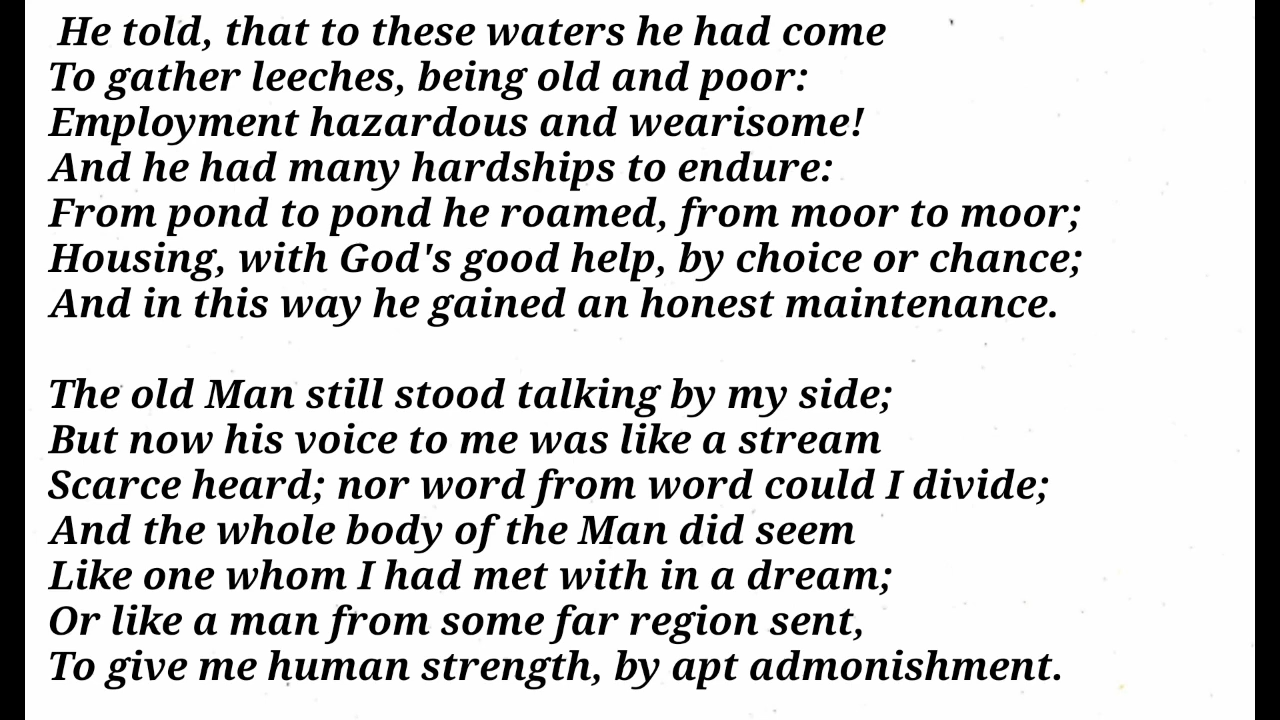 He told, that to these waters he had come
To gather leeches, being old and poor:
Employment hazardous and wearisome!
And he had many hardships to endure:
From pond to pond he roamed, from moor to moor;
Housing, with God's good help, by choice or chance;
And in this way he gained an honest maintenance.

The old Man still stood talking by my side;
But now his voice to me was like a stream
Scarce heard; nor word from word could I divide;
And the whole body of the Man did seem
Like one whom I had met with in a dream;
Or like a man from some far region sent,
To give me human strength, by apt admonishment.